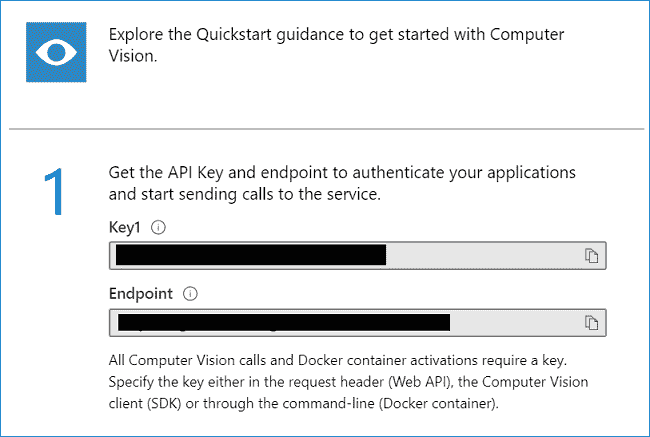 Explore the Quickstart guidance to get started with Computer
Vision.
1
Get the API Key and endpoint to authenticate your applications
and start sending calls to the service.
Key1
Endpoint
All Computer Vision calls and Docker container activations require a key.
Specify the key either in the request header (Web API), the Computer Vision
client (SDK) or through the command-line (Docker container).